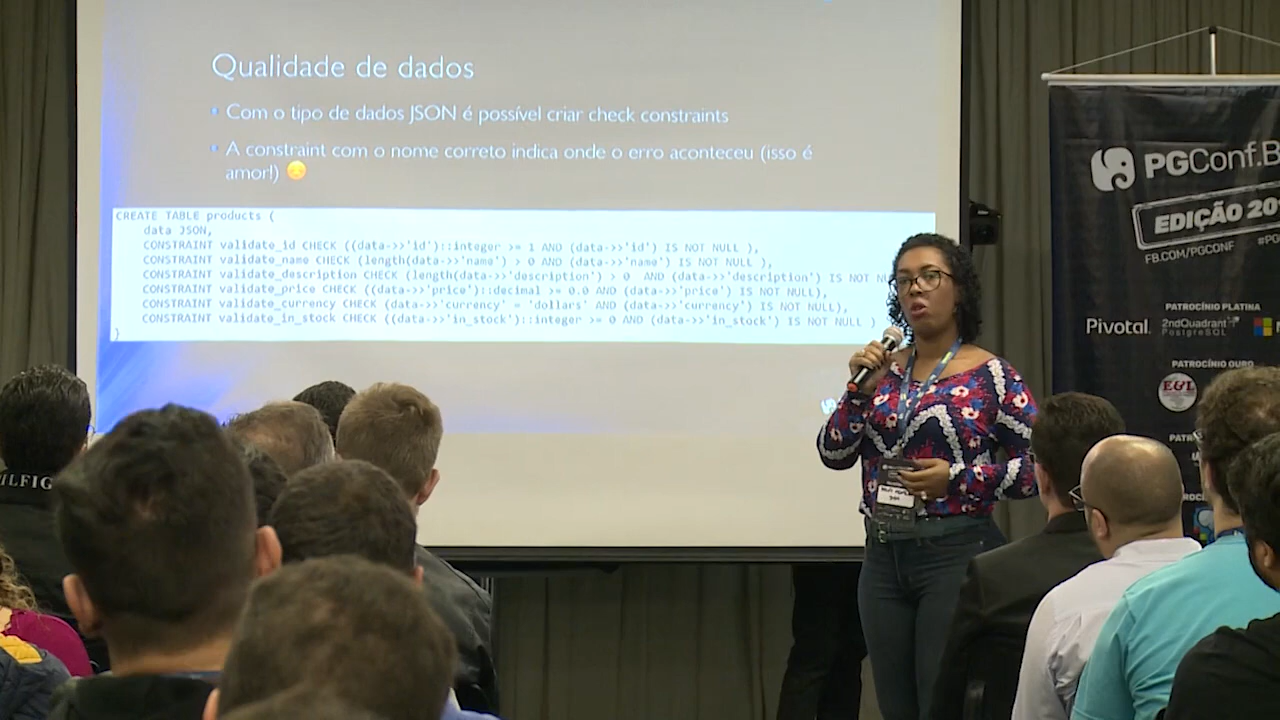 Qualidade de dados
Com o tipo de dados JSON é possível criar check constraints
A constraint com o nome correto indica onde o erro aconteceu (isso é
amor!)
CREATE TABLE products (
data JSON,
CONSTRAINT validate_id CHECK ((data->>'id')::integer >= 1 AND (data->>'id') IS NOT NULL ),
CONSTRAINT validate_name CHECK (length(data->>'name') > 0 AND (data->>'name') IS NOT NULL ),
CONSTRAINT validate_description CHECK (length(data->>'description') > 0 AND (data->>'description') IS NOT NU
CONSTRAINT validate_price CHECK ((data->>'price')::decimal >= 0.0 AND (data->>'price') IS NOT NULL),
CONSTRAINT validate_currency CHECK (data->>'currency' = 'dollars' AND (data->>'currency') IS NOT NULL),
CONSTRAINT validate_in_stock CHECK ((data->>'in_stock')::integer >= 0 AND (data->>'in_stock') IS NOT NULL )
PGConf.B
EDIÇÃO 20
FB.COM/PGCONF #PG
PATROCÍNIO PLATINA
Pivotal. 2ndQuadrant
PostgreSQL
PATROCÍNIO OURO
E&L
PATR
ILFIG